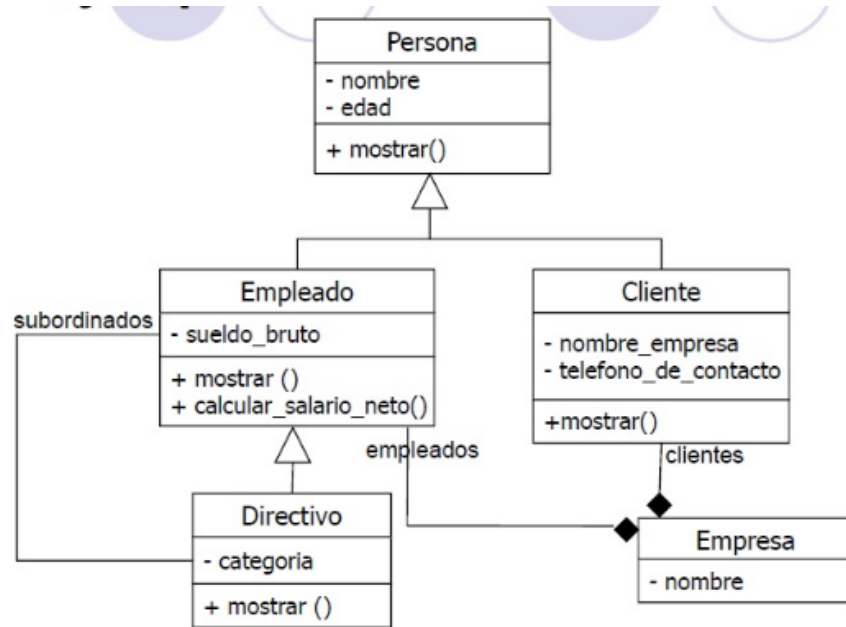 Persona
- nombre
- edad
+ mostrar()
Empleado
- sueldo_bruto
+ mostrar ()
+ calcular_salario_neto()
Cliente
- nombre_empresa
- telefono_de_contacto
+mostrar()
subordinados
empleados
clientes
Directivo
- categoria
+ mostrar ()
Empresa
- nombre